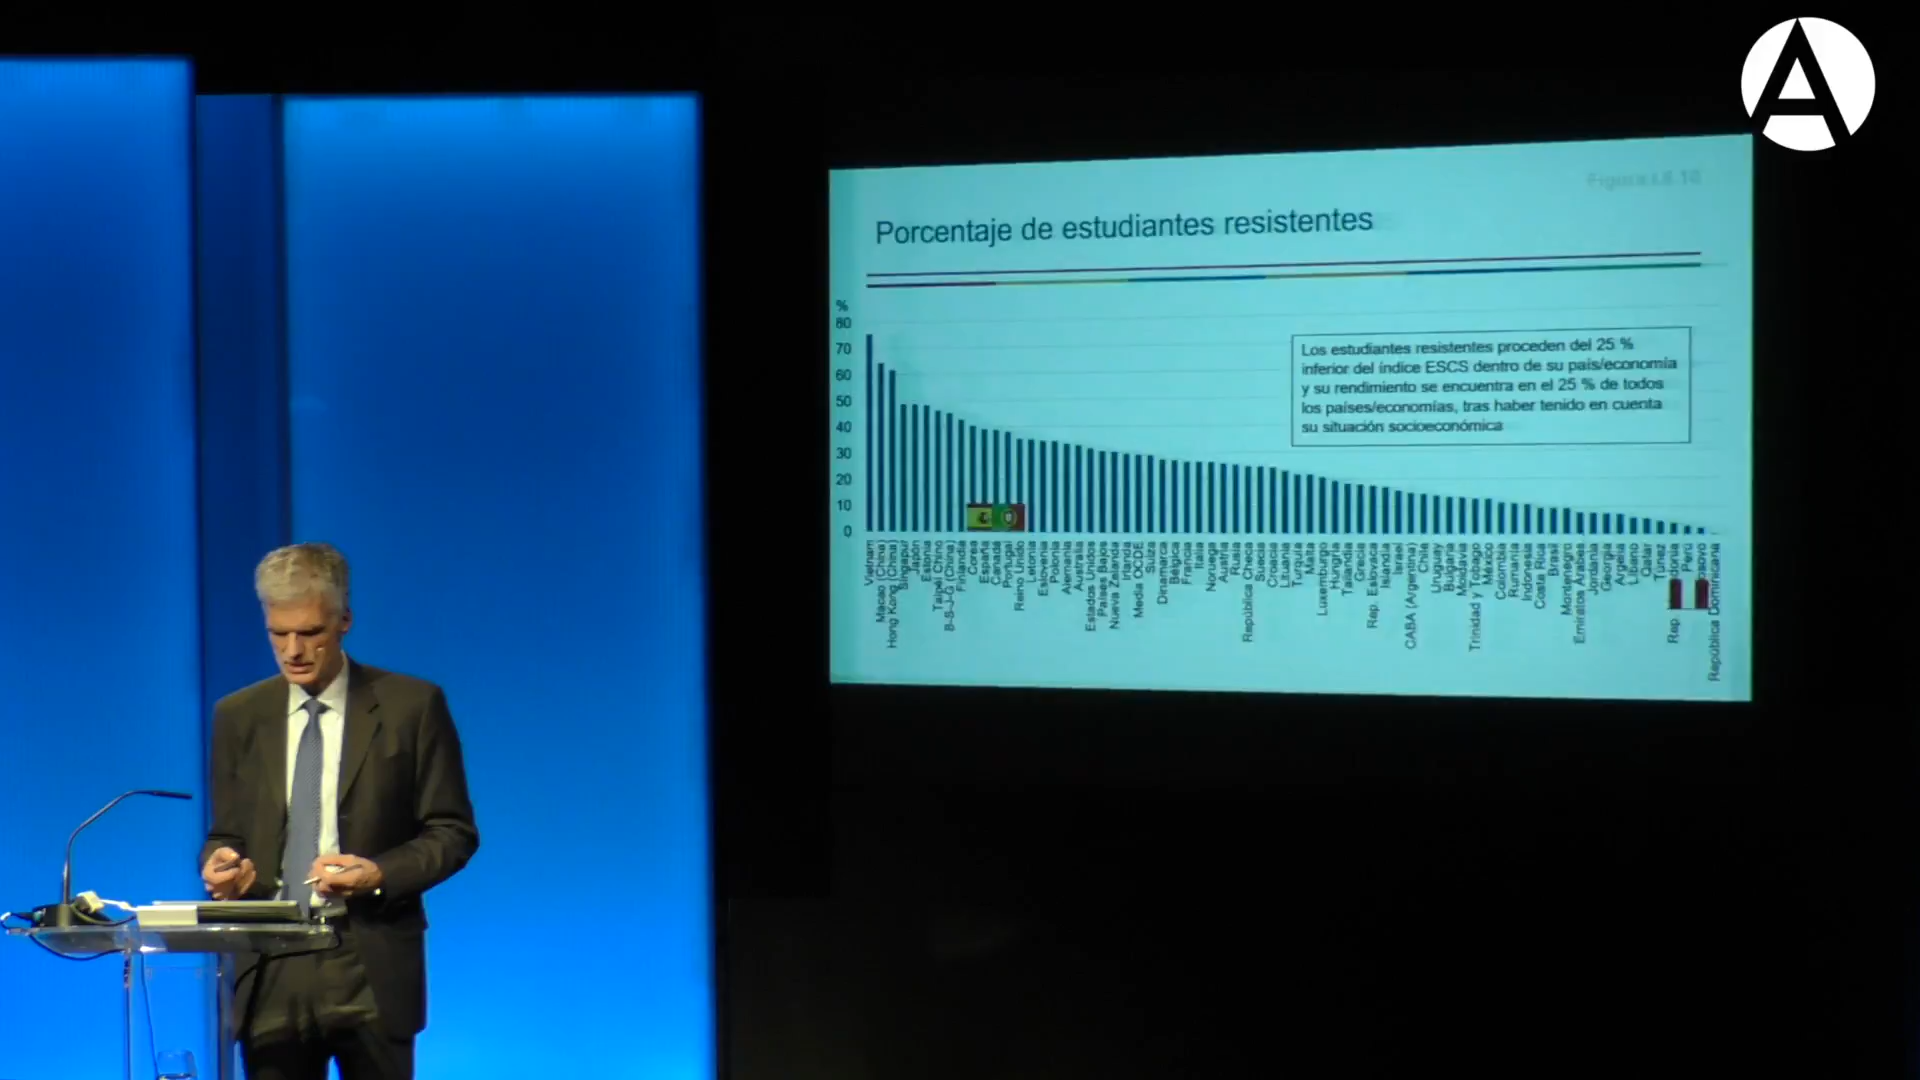 A
Figura I.6.10
Porcentaje de estudiantes resistentes
%
80
70
60
50
40
30
20
10
0
Los estudiantes resistentes proceden del 25 %
inferior del índice ESCS dentro de su país/economía
y su rendimiento se encuentra en el 25 % de todos
los países/economías, tras haber tenido en cuenta
su situación socioeconómica
Vietnam
Macao (China)
Hong Kong (China)
Singapur
Japón
Estonia
Taipei Chino
B-S-J-G (China)
Finlandia
Corea
España
Canadá
Portugal
Reino Unido
Letonia
Eslovenia
Polonia
Alemania
Australia
Estados Unidos
Países Bajos
Nueva Zelanda
Irlanda
Media OCDE
Suiza
Dinamarca
Bélgica
Francia
Italia
Noruega
Austria
Rusia
República Checa
Suecia
Croacia
Lituania
Turquía
Malta
Luxemburgo
Hungría
Tailandia
Grecia
Rep. Eslovaca
Islandia
Israel
CABA (Argentina)
Chile
Uruguay
Bulgaria
Moldavia
Trinidad y Tobago
México
Colombia
Rumanía
Indonesia
Costa Rica
Brasil
Montenegro
Emiratos Árabes
Jordania
Georgia
Argelia
Líbano
Qatar
Túnez
Rep. donia
Perú
osovo
República Dominicana